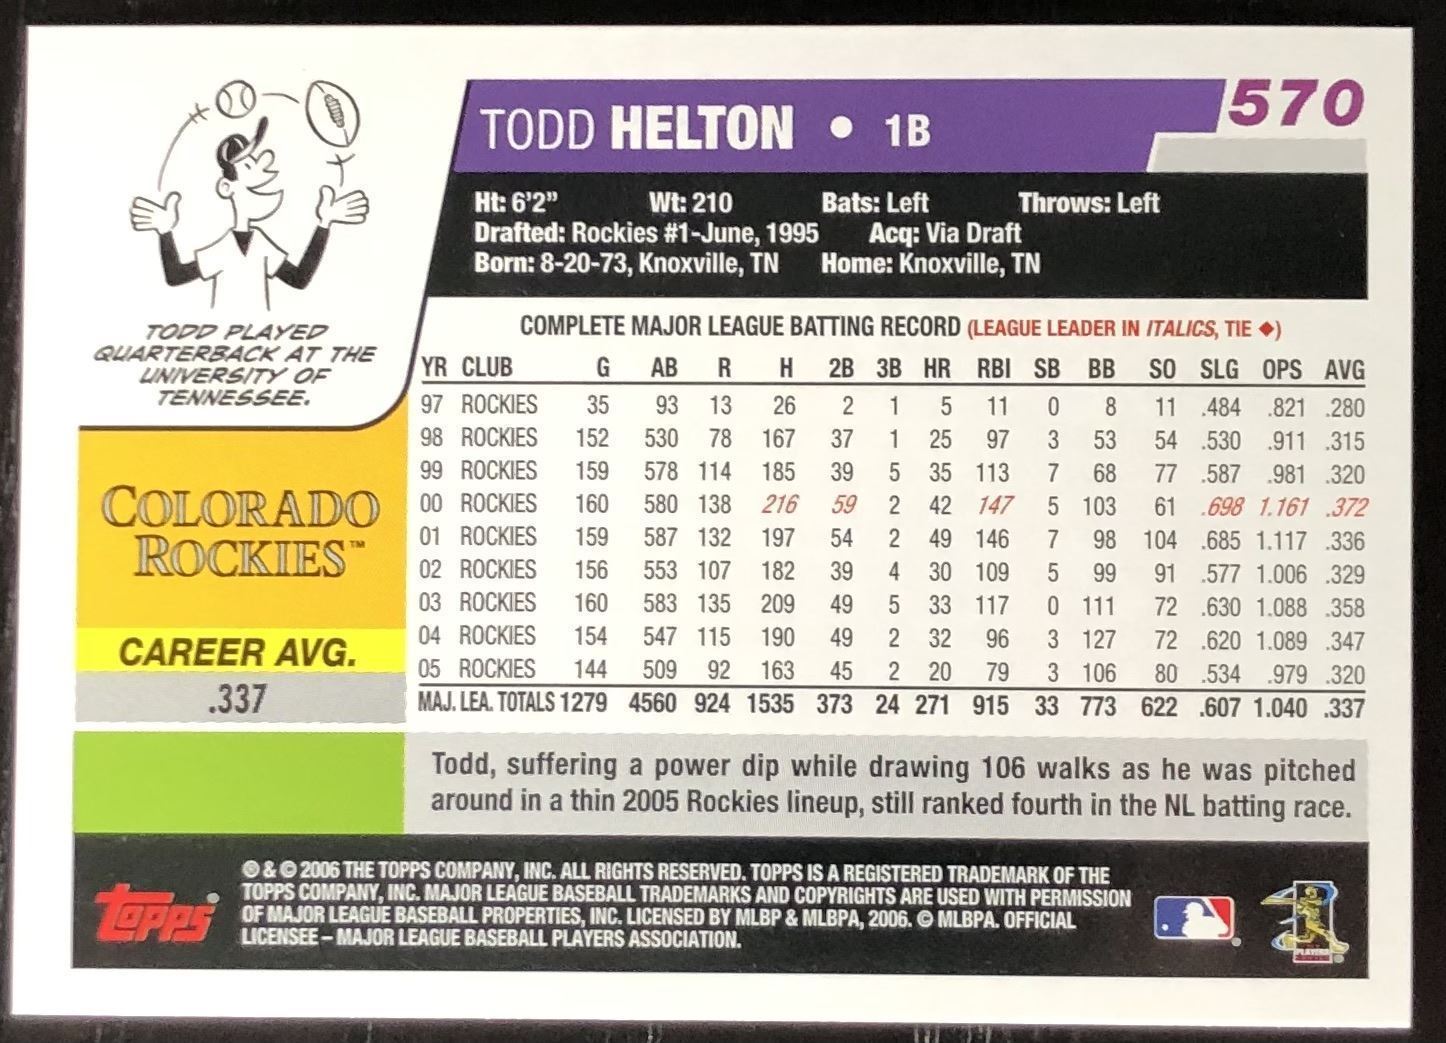 570
TODD HELTON • 1B
Ht: 6'2" Wt: 210 Bats: Left Throws: Left
Drafted: Rockies #1-June, 1995 Acq: Via Draft
Born: 8-20-73, Knoxville, TN Home: Knoxville, TN
TODD PLAYED
QUARTERBACK AT THE
UNIVERSITY OF
TENNESSEE.
COLORADO
ROCKIES™
CAREER AVG.
.337
COMPLETE MAJOR LEAGUE BATTING RECORD (LEAGUE LEADER IN ITALICS, TIE ◆)
YR CLUB G AB R H 2B 3B HR RBI SB BB SO SLG OPS AVG
97 ROCKIES 35 93 13 26 2 1 5 11 0 8 11 .484 .821 .280
98 ROCKIES 152 530 78 167 37 1 25 97 3 53 54 .530 .911 .315
99 ROCKIES 159 578 114 185 39 5 35 113 7 68 77 .587 .981 .320
00 ROCKIES 160 580 138 216 59 2 42 147 5 103 61 .698 1.161 .372
01 ROCKIES 159 587 132 197 54 2 49 146 7 98 104 .685 1.117 .336
02 ROCKIES 156 553 107 182 39 4 30 109 5 99 91 .577 1.006 .329
03 ROCKIES 160 583 135 209 49 5 33 117 0 111 72 .630 1.088 .358
04 ROCKIES 154 547 115 190 49 2 32 96 3 127 72 .620 1.089 .347
05 ROCKIES 144 509 92 163 45 2 20 79 3 106 80 .534 .979 .320
MAJ. LEA. TOTALS 1279 4560 924 1535 373 24 271 915 33 773 622 .607 1.040 .337
Todd, suffering a power dip while drawing 106 walks as he was pitched
around in a thin 2005 Rockies lineup, still ranked fourth in the NL batting race.
Topps®
® & © 2006 THE TOPPS COMPANY, INC. ALL RIGHTS RESERVED. TOPPS IS A REGISTERED TRADEMARK OF THE
TOPPS COMPANY, INC. MAJOR LEAGUE BASEBALL TRADEMARKS AND COPYRIGHTS ARE USED WITH PERMISSION
OF MAJOR LEAGUE BASEBALL PROPERTIES, INC. LICENSED BY MLBP & MLBPA, 2006. © MLBPA. OFFICIAL
LICENSEE – MAJOR LEAGUE BASEBALL PLAYERS ASSOCIATION.